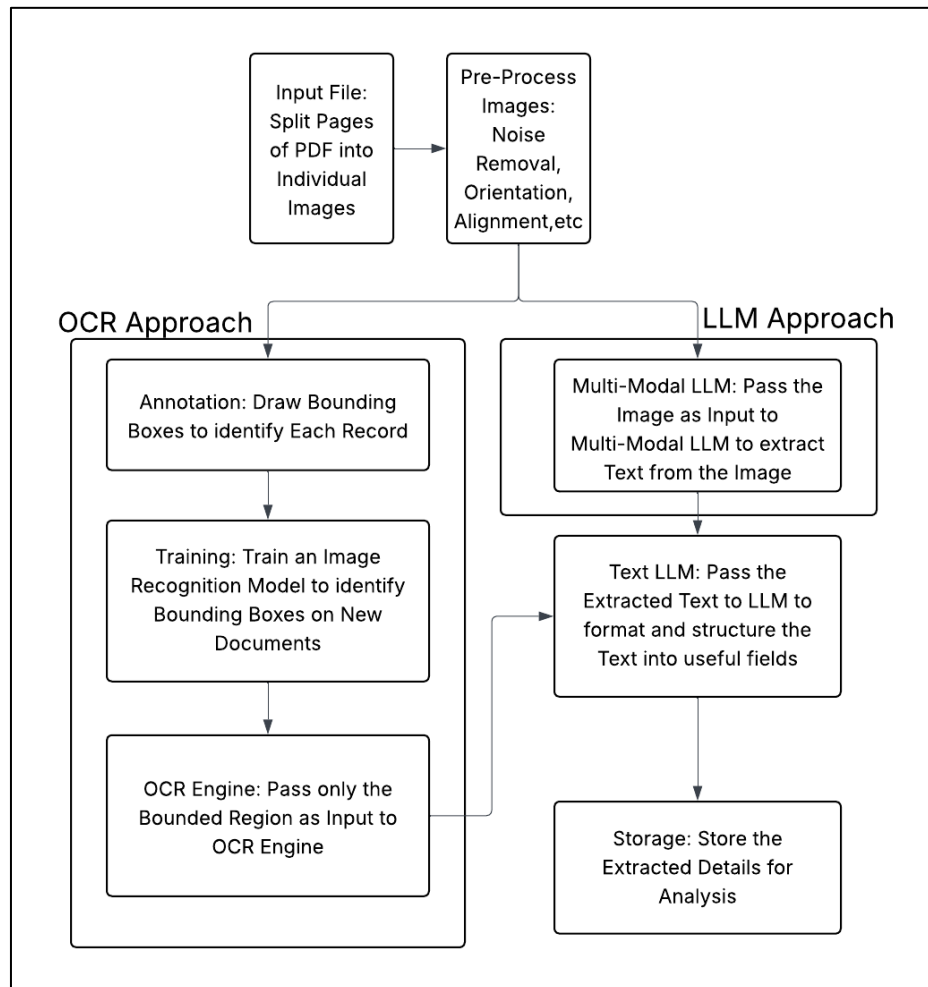 Input File:
Split Pages
of PDF into
Individual
Images
Pre-Process
Images:
Noise
Removal,
Orientation,
Alignment,etc
OCR Approach
Annotation: Draw Bounding
Boxes to identify Each Record
Training: Train an Image
Recognition Model to identify
Bounding Boxes on New
Documents
OCR Engine: Pass only the
Bounded Region as Input to
OCR Engine
LLM Approach
Multi-Modal LLM: Pass the
Image as Input to
Multi-Modal LLM to extract
Text from the Image
Text LLM: Pass the
Extracted Text to LLM to
format and structure the
Text into useful fields
Storage: Store the
Extracted Details for
Analysis